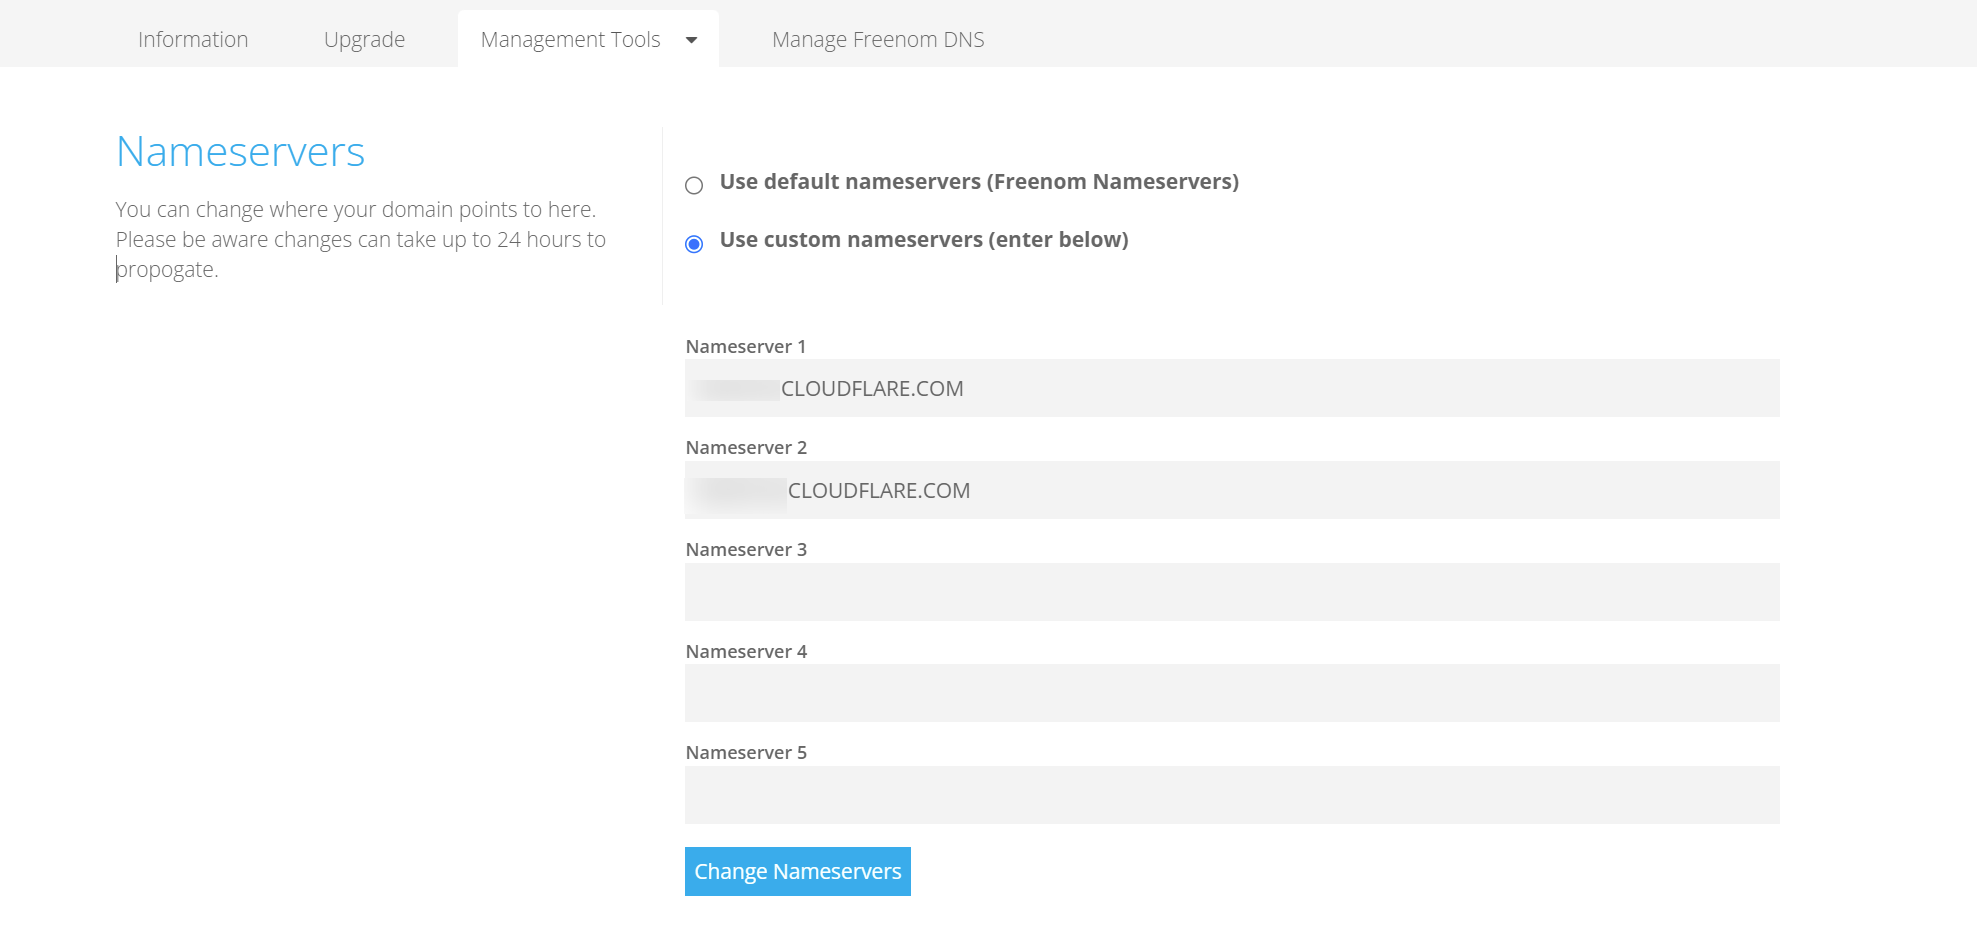 Information Upgrade Management Tools Manage Freenom DNS
Nameservers
You can change where your domain points to here.
Please be aware changes can take up to 24 hours to
propogate.
Use default nameservers (Freenom Nameservers)
Use custom nameservers (enter below)
Nameserver 1
CLOUDFLARE.COM
Nameserver 2
CLOUDFLARE.COM
Nameserver 3
Nameserver 4
Nameserver 5
Change Nameservers